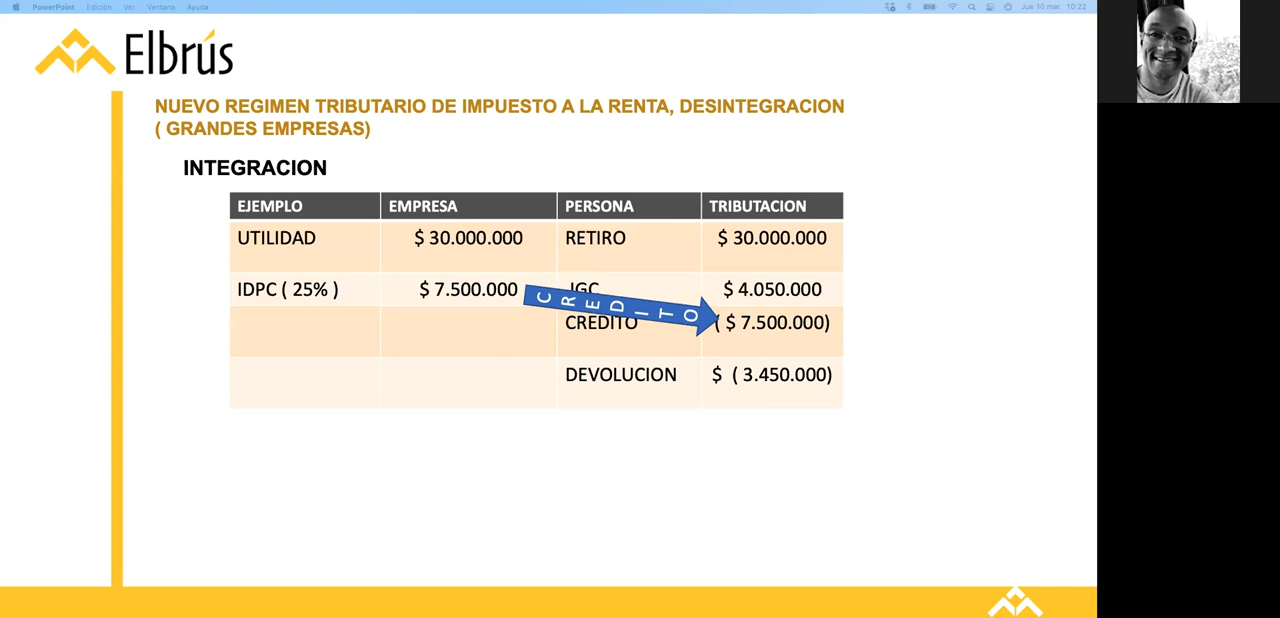 PowerPoint Edición Ver Ventana Ayuda Jue 10 mar. 10:22
Elbrús
NUEVO REGIMEN TRIBUTARIO DE IMPUESTO A LA RENTA, DESINTEGRACION
( GRANDES EMPRESAS)
INTEGRACION
EJEMPLO EMPRESA PERSONA TRIBUTACION
UTILIDAD $ 30.000.000 RETIRO $ 30.000.000
IDPC ( 25% ) $ 7.500.000 IGC $ 4.050.000
CREDITO
CREDITO ( $ 7.500.000)
DEVOLUCION $ ( 3.450.000)